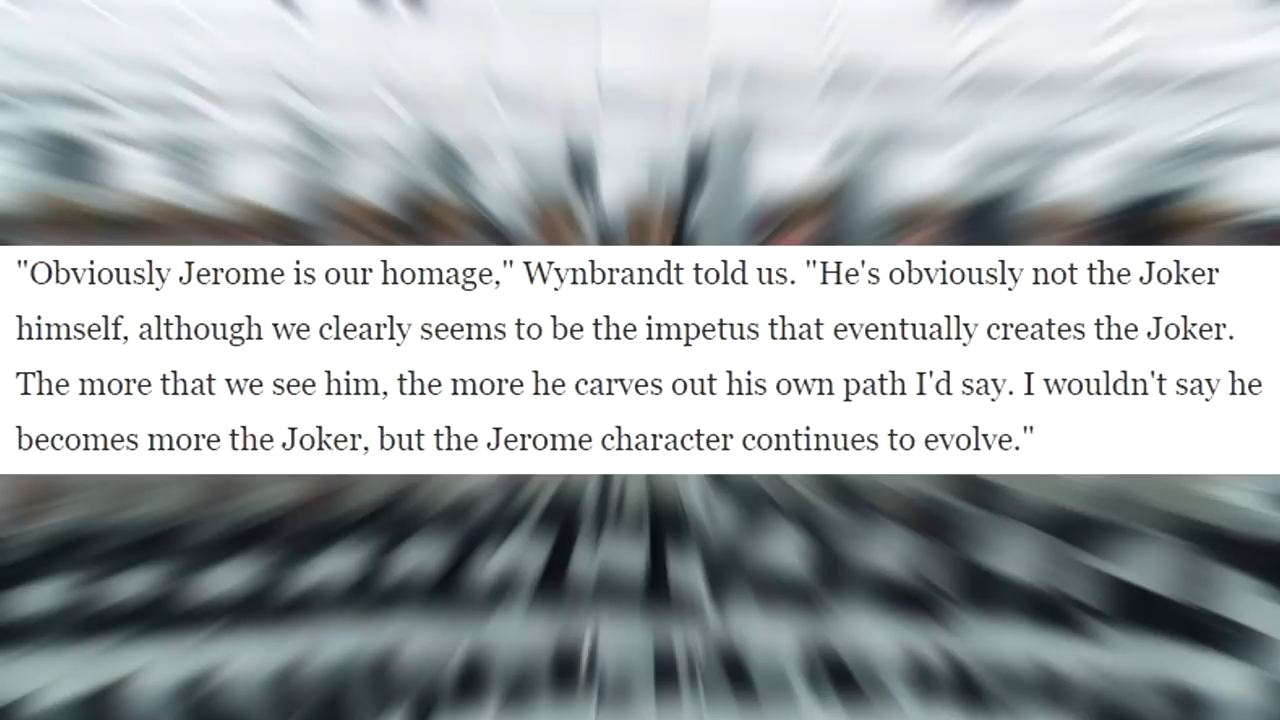 "Obviously Jerome is our homage," Wynbrandt told us. "He's obviously not the Joker
himself, although we clearly seems to be the impetus that eventually creates the Joker.
The more that we see him, the more he carves out his own path I'd say. I wouldn't say he
becomes more the Joker, but the Jerome character continues to evolve."